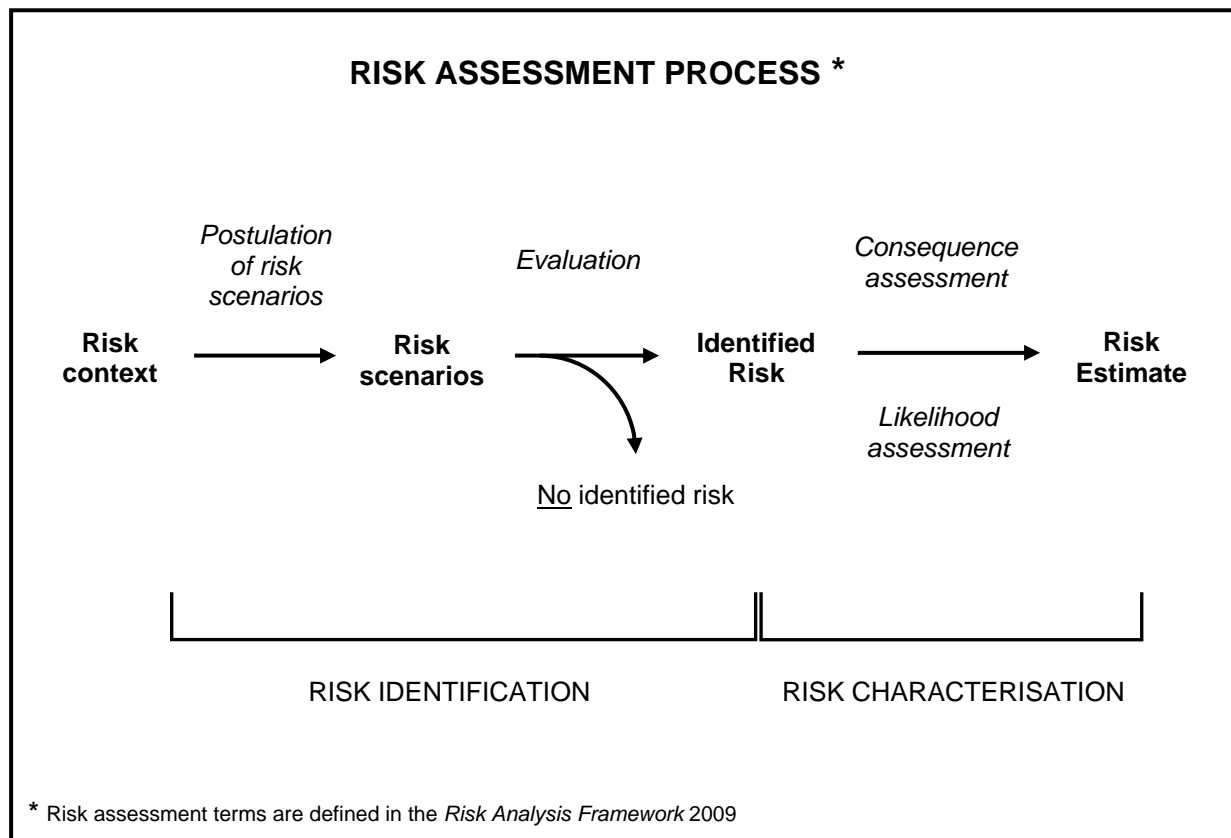 RISK ASSESSMENT PROCESS *
Postulation
of risk
scenarios
Evaluation
Consequence
assessment
Risk
context
Risk
scenarios
Identified
Risk
Risk
Estimate
Likelihood
assessment
No identified risk
RISK IDENTIFICATION
RISK CHARACTERISATION
* Risk assessment terms are defined in the Risk Analysis Framework 2009